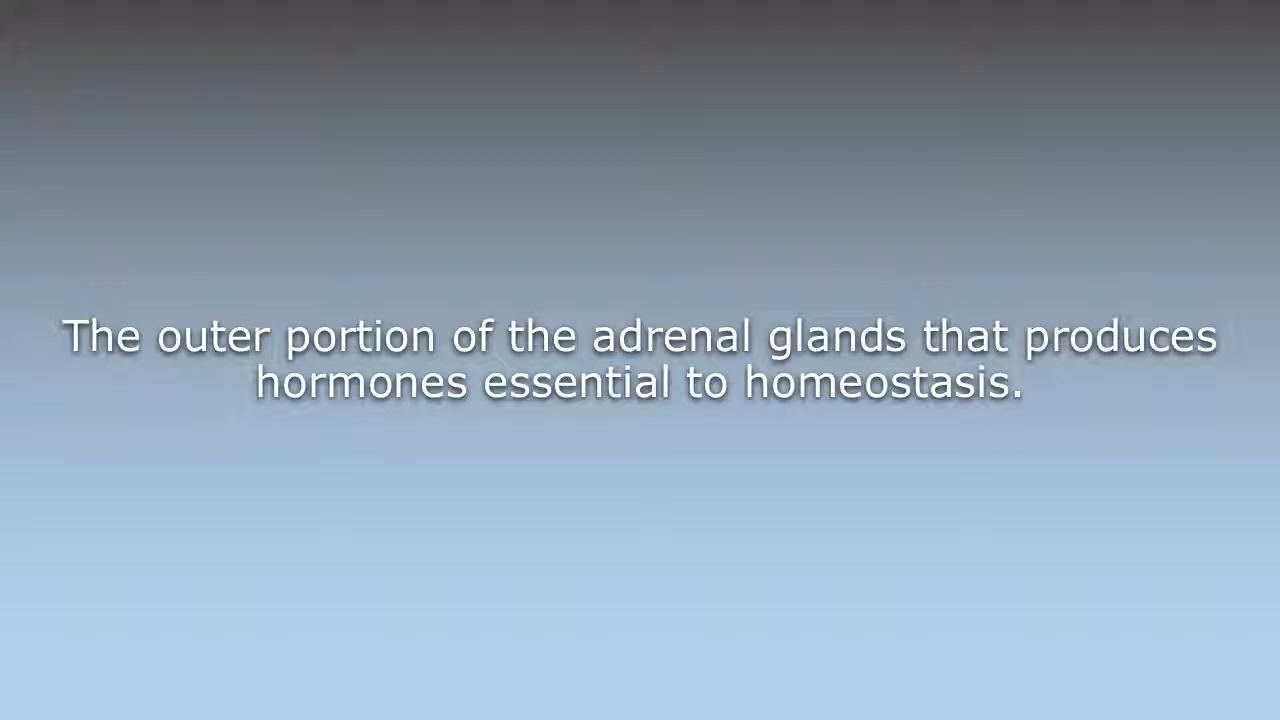 The outer portion of the adrenal glands that produces
hormones essential to homeostasis.